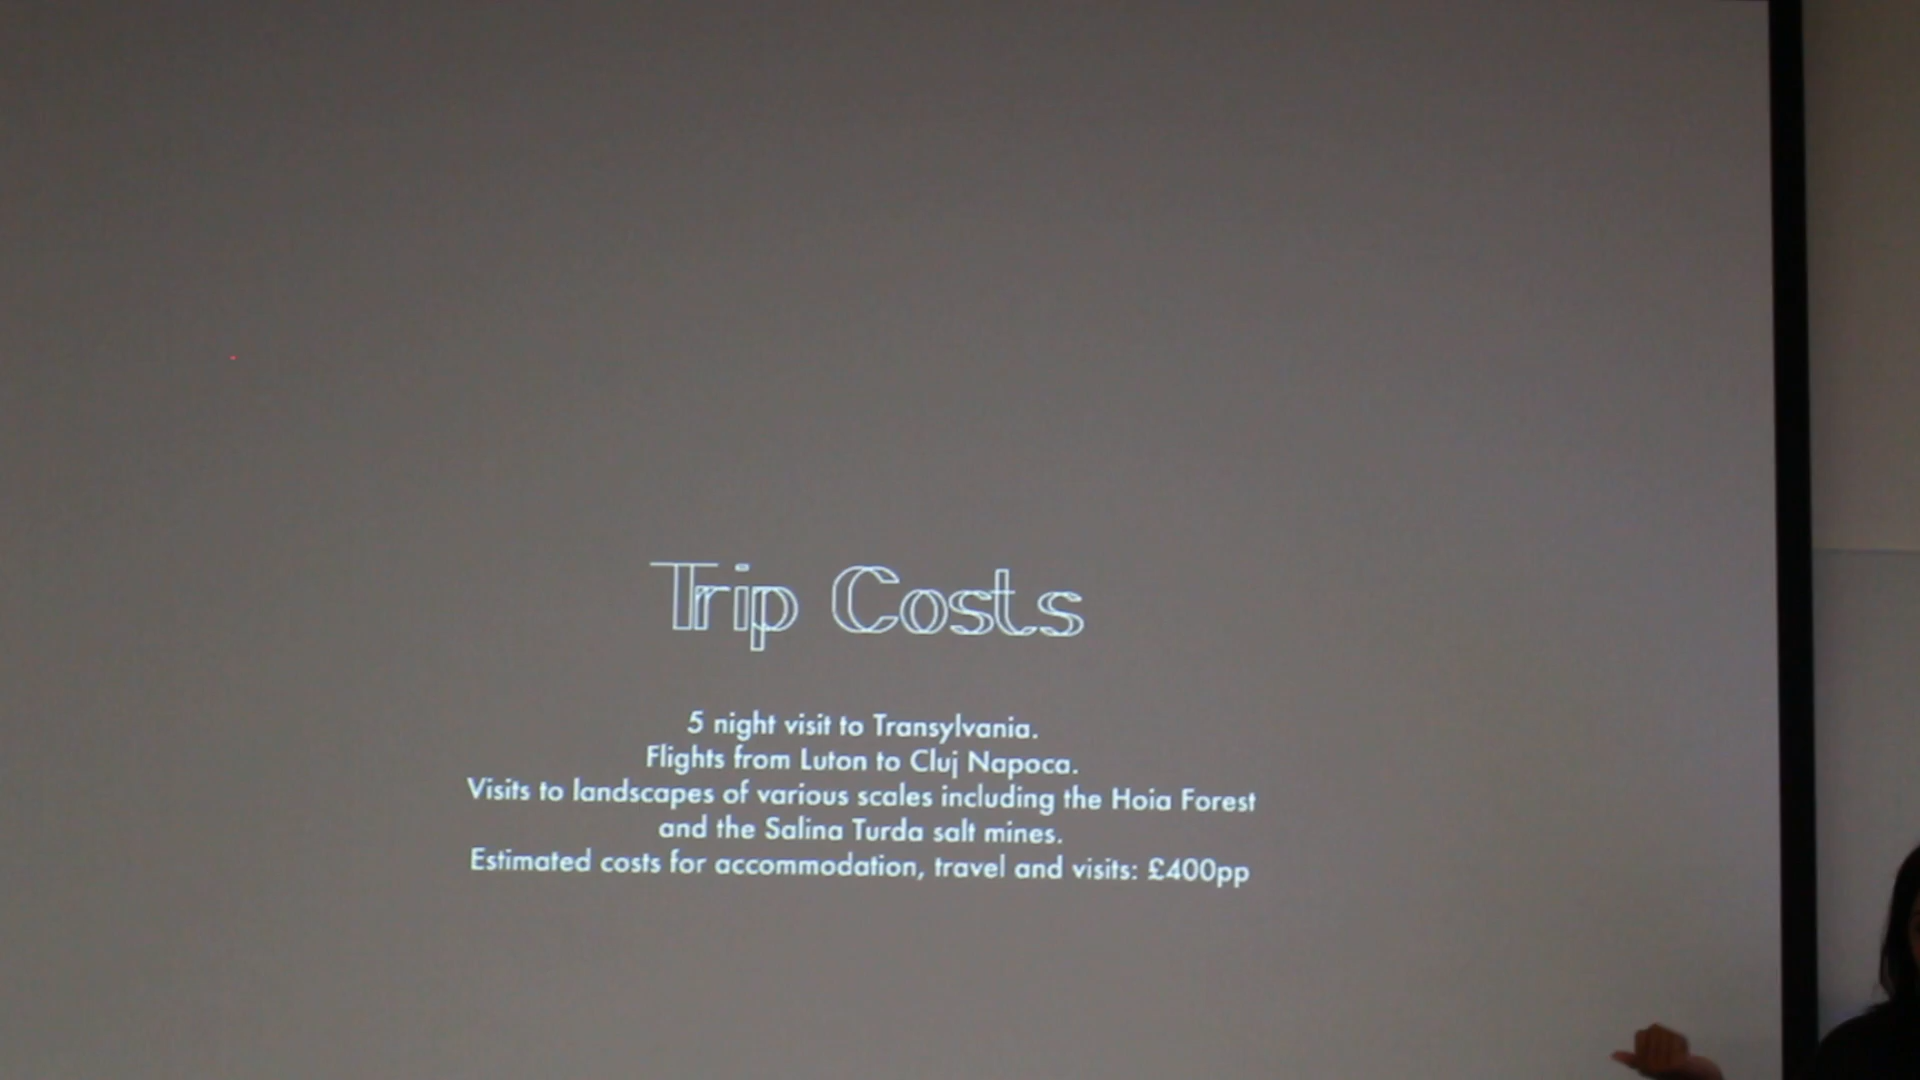 Trip Costs
5 night visit to Transylvania.
Flights from Luton to Cluj Napoca.
Visits to landscapes of various scales including the Hoia Forest
and the Salina Turda salt mines.
Estimated costs for accommodation, travel and visits: £400pp